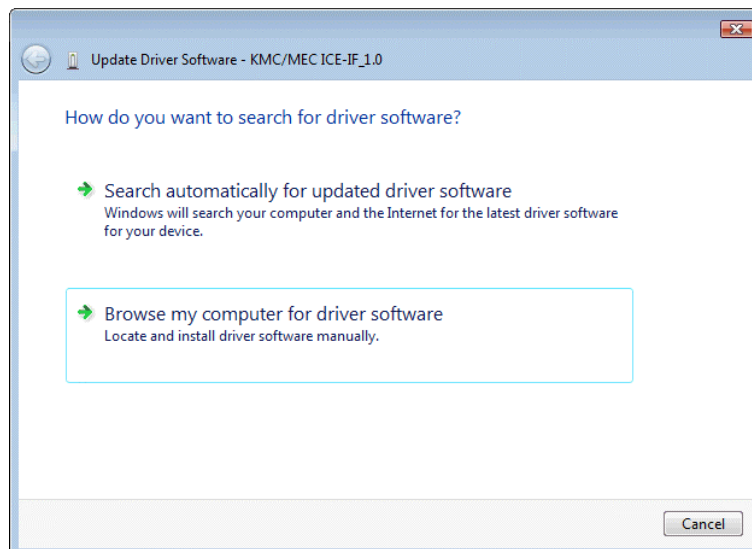 Update Driver Software - KMC/MEC ICE-IF_1.0
How do you want to search for driver software?
Search automatically for updated driver software
Windows will search your computer and the Internet for the latest driver software
for your device.
Browse my computer for driver software
Locate and install driver software manually.
Cancel